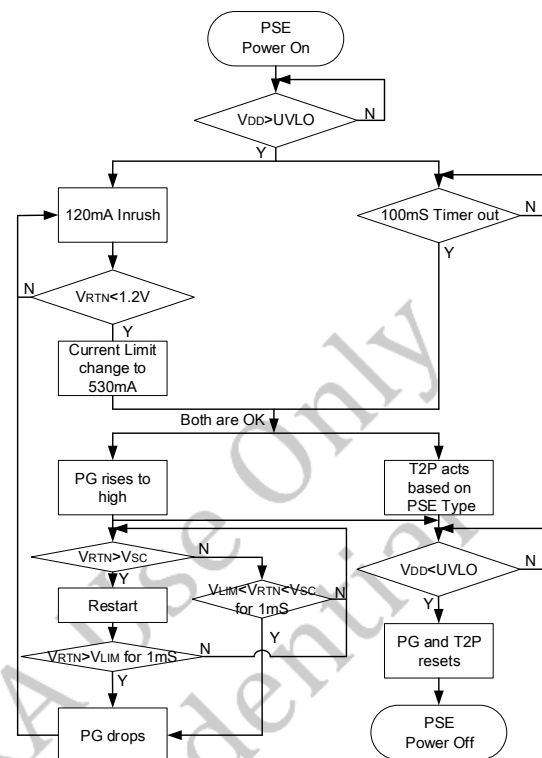 PSE
Power On
VDD>UVLO
N
Y
120mA Inrush
100mS Timer out
N
Y
N
VRTN<1.2V
Y
Current Limit
change to
530mA
Both are OK
PG rises to
high
T2P acts
based on
PSE Type
VRTN>VSC
N
Y
VDD<UVLO
N
Y
Restart
VLIM<VRTN<VSC
for 1mS
N
Y
VRTN>VLIM for 1mS
N
Y
PG and T2P
resets
PG drops
PSE
Power Off
A Use Only